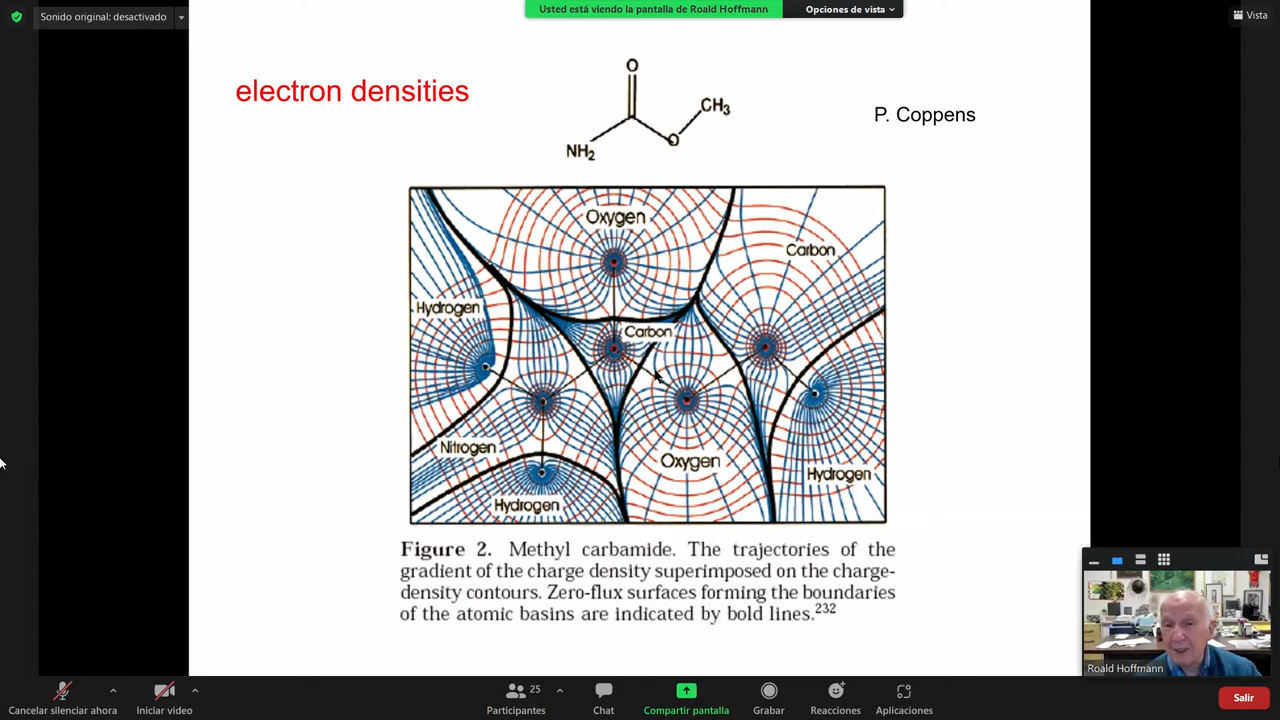 Sonido original: desactivado
Usted está viendo la pantalla de Roald Hoffmann
Opciones de vista
Vista
electron densities
P. Coppens
O
CH3
O
NH2
Oxygen
Carbon
Hydrogen
Carbon
Nitrogen
Oxygen
Hydrogen
Hydrogen
Figure 2. Methyl carbamide. The trajectories of the
gradient of the charge density superimposed on the charge-
density contours. Zero-flux surfaces forming the boundaries
of the atomic basins are indicated by bold lines.232
Roald Hoffmann
Cancelar silenciar ahora
Iniciar video
25
Participantes
Chat
Compartir pantalla
Grabar
Reacciones
Aplicaciones
Salir